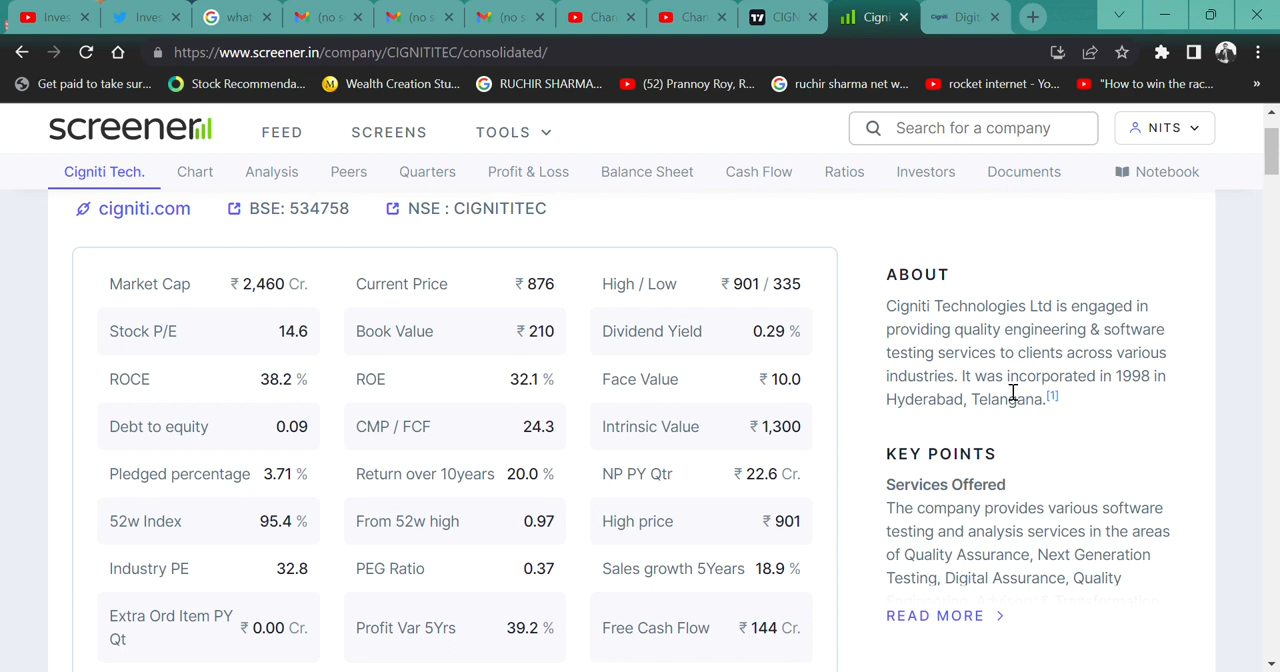 Inves
Inves
what
(no s
(no s
(no s
Chan
Chan
CIGN
Cigni
Digit
https://www.screener.in/company/CIGNITITEC/consolidated/
Get paid to take sur...
Stock Recommenda...
Wealth Creation Stu...
RUCHIR SHARMA...
(52) Prannoy Roy, R...
ruchir sharma net w...
rocket internet - Yo...
"How to win the rac...
»
screener
FEED
SCREENS
TOOLS
Search for a company
NITS
Cigniti Tech.
Chart
Analysis
Peers
Quarters
Profit & Loss
Balance Sheet
Cash Flow
Ratios
Investors
Documents
Notebook
cigniti.com
BSE: 534758
NSE : CIGNITITEC
Market Cap ₹ 2,460 Cr.
Current Price ₹ 876
High / Low ₹ 901 / 335
Stock P/E 14.6
Book Value ₹ 210
Dividend Yield 0.29 %
ROCE 38.2 %
ROE 32.1 %
Face Value ₹ 10.0
Debt to equity 0.09
CMP / FCF 24.3
Intrinsic Value ₹ 1,300
Pledged percentage 3.71 %
Return over 10years 20.0 %
NP PY Qtr ₹ 22.6 Cr.
52w Index 95.4 %
From 52w high 0.97
High price ₹ 901
Industry PE 32.8
PEG Ratio 0.37
Sales growth 5Years 18.9 %
Extra Ord Item PY
Qt ₹ 0.00 Cr.
Profit Var 5Yrs 39.2 %
Free Cash Flow ₹ 144 Cr.
ABOUT
Cigniti Technologies Ltd is engaged in
providing quality engineering & software
testing services to clients across various
industries. It was incorporated in 1998 in
Hyderabad, Telangana.[1]
KEY POINTS
Services Offered
The company provides various software
testing and analysis services in the areas
of Quality Assurance, Next Generation
Testing, Digital Assurance, Quality
READ MORE >